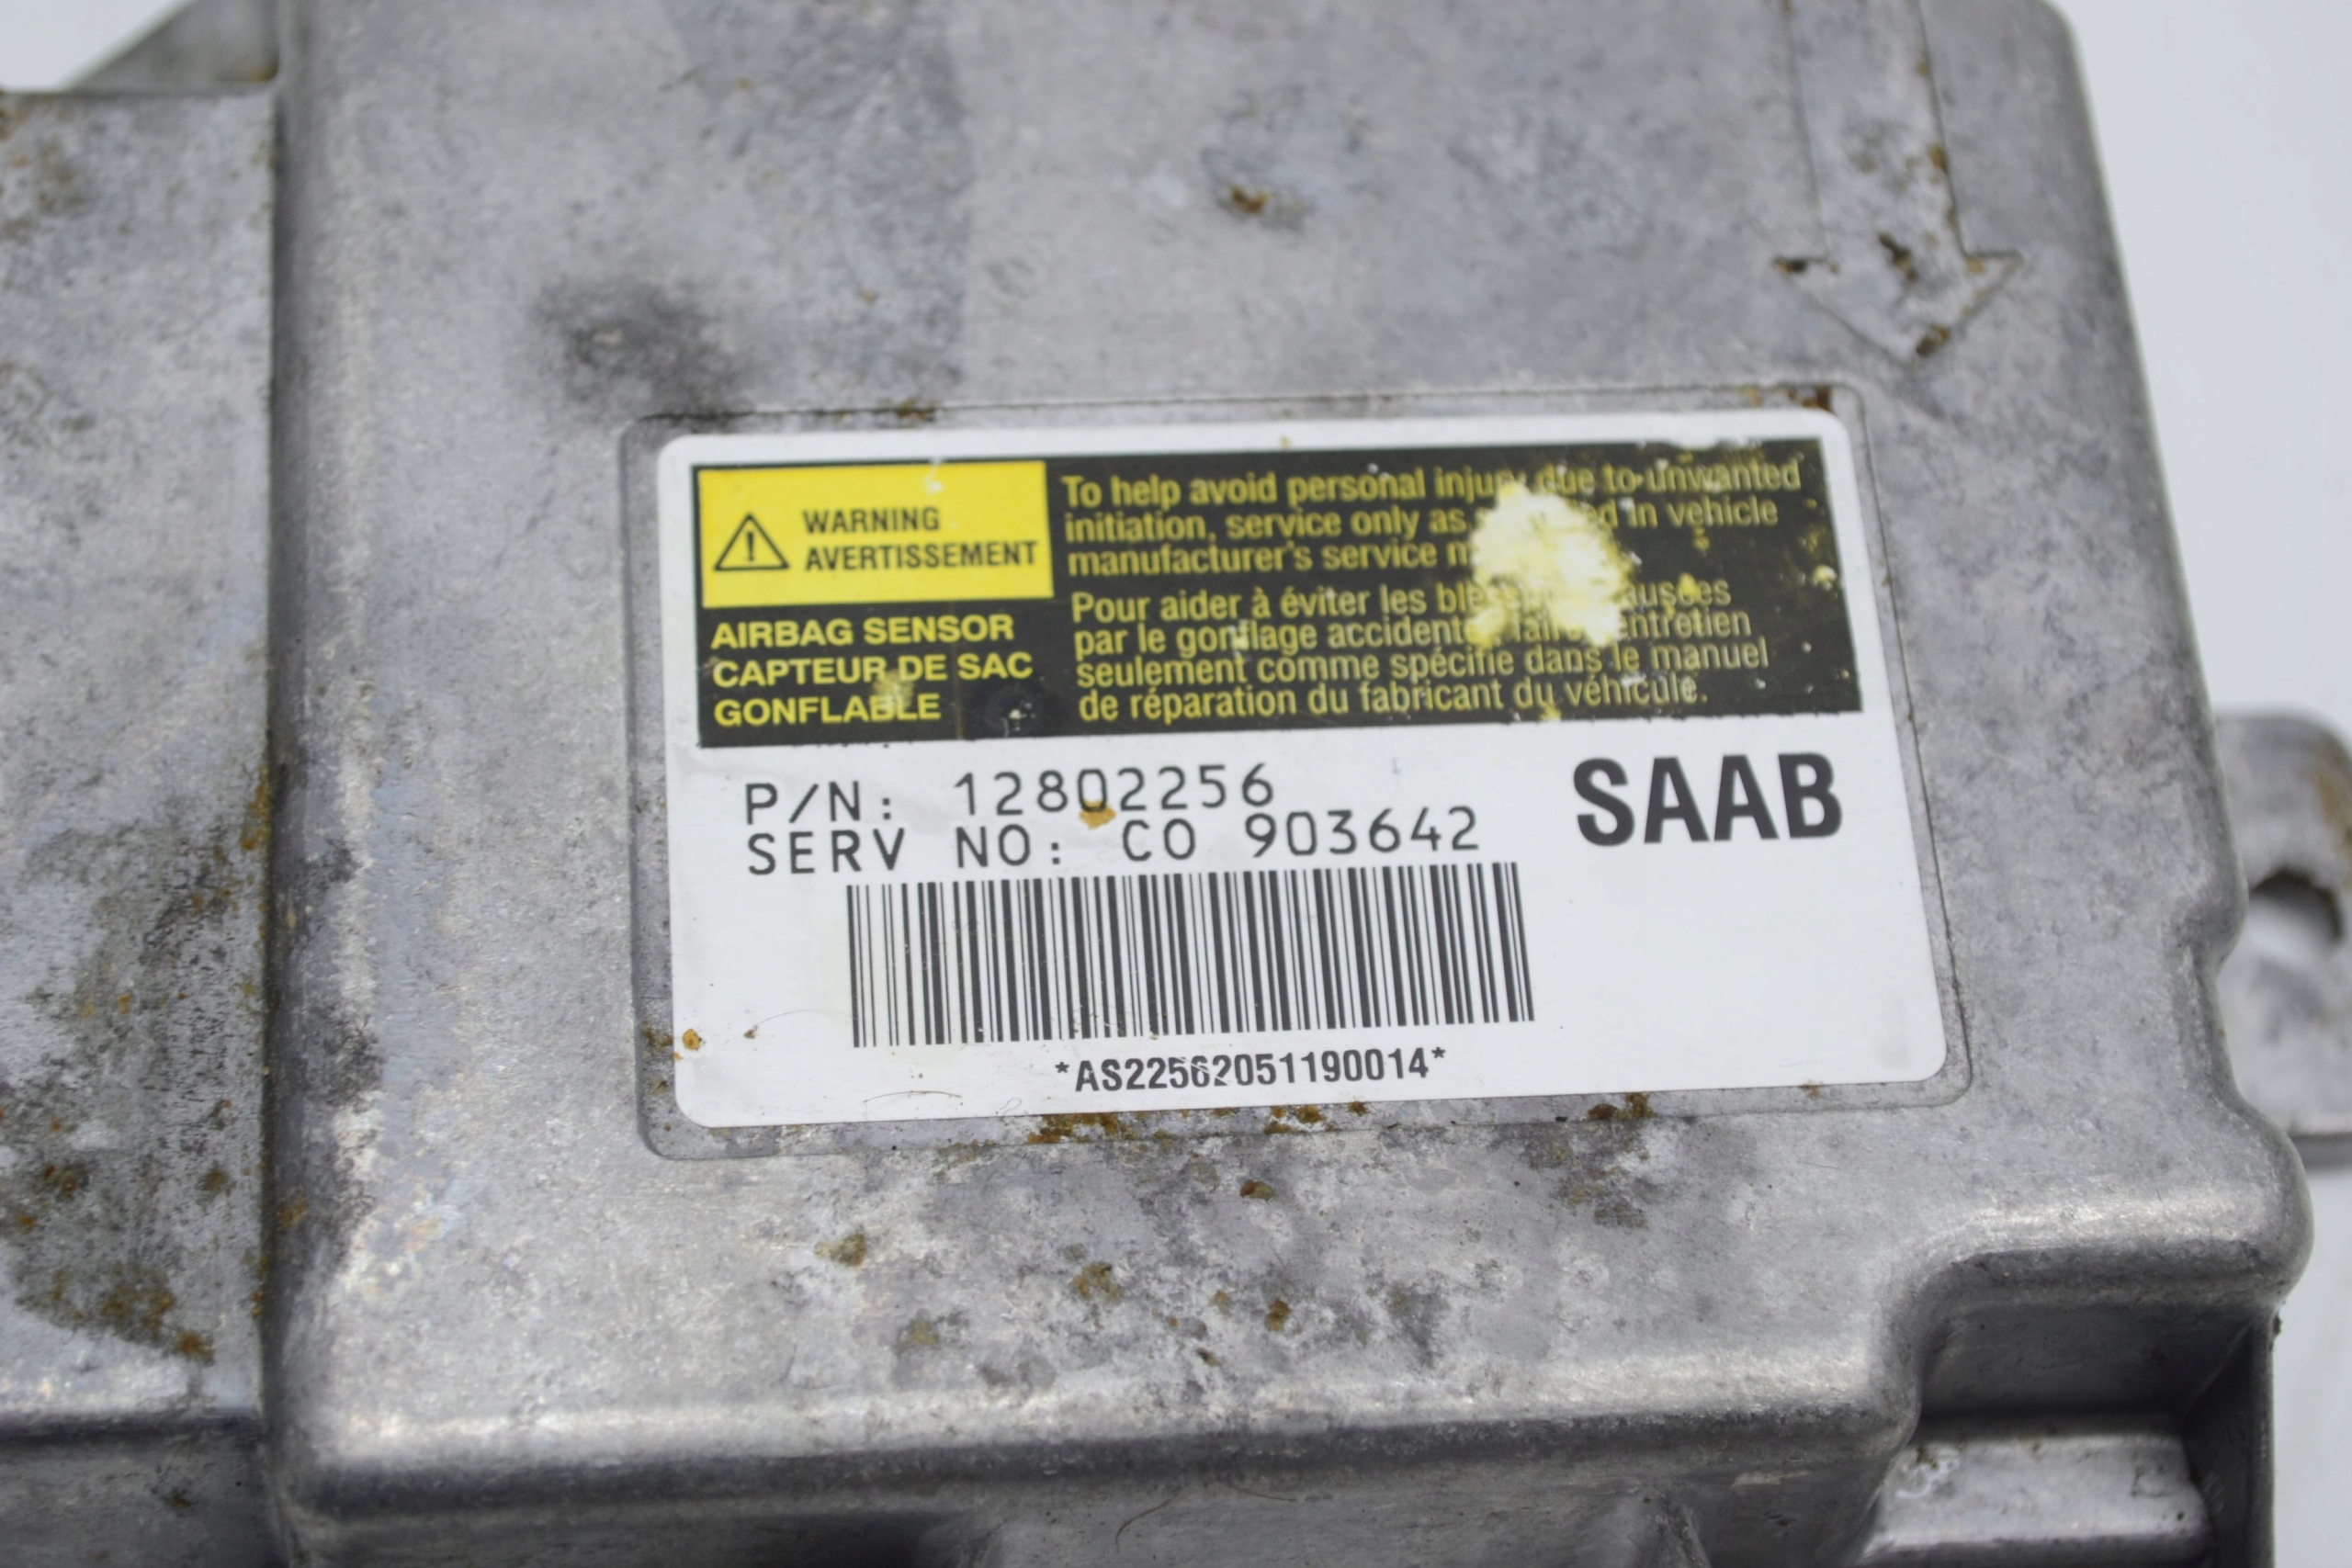 WARNING
AVERTISSEMENT
AIRBAG SENSOR
CAPTEUR DE SAC
GONFLABLE
To help avoid personal injury due to unwanted
initiation, service only as in vehicle
manufacturer's service
Pour aider à éviter les
par le gonflage
seulement comme spécifié dans le manuel
de réparation du fabricant du véhicule.
P/N: 12802256
SERV NO: CO 903642
SAAB
*AS22562051190014*